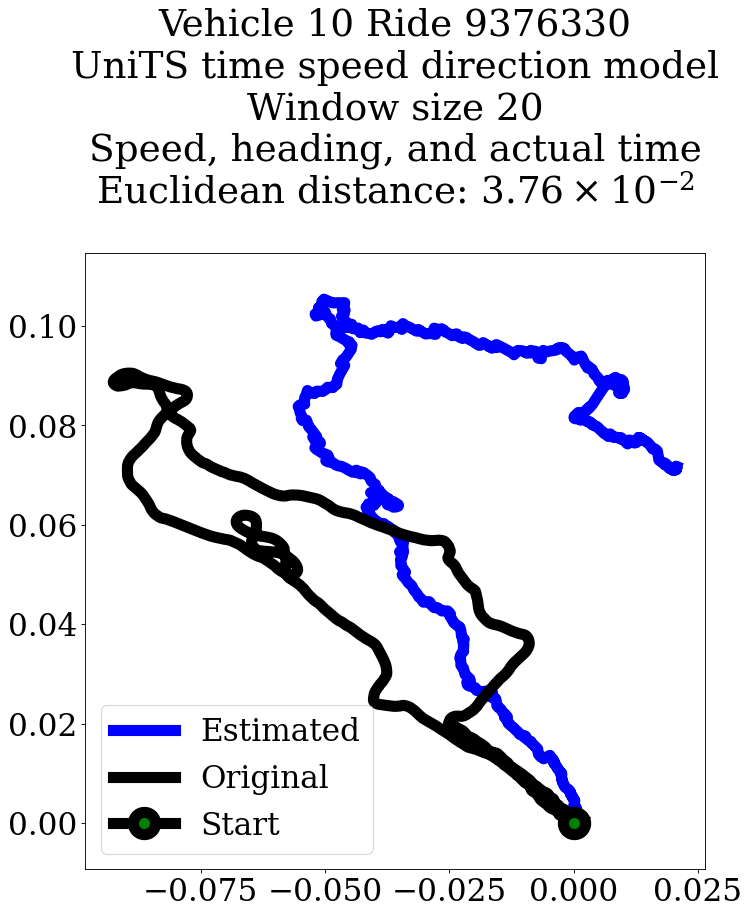 Vehicle 10 Ride 9376330
UniTS time speed direction model
Window size 20
Speed, heading, and actual time
Euclidean distance: 3.76 × 10⁻²
0.10
0.08
0.06
0.04
0.02
0.00
Estimated
Original
Start
−0.075 −0.050 −0.025 0.000 0.025